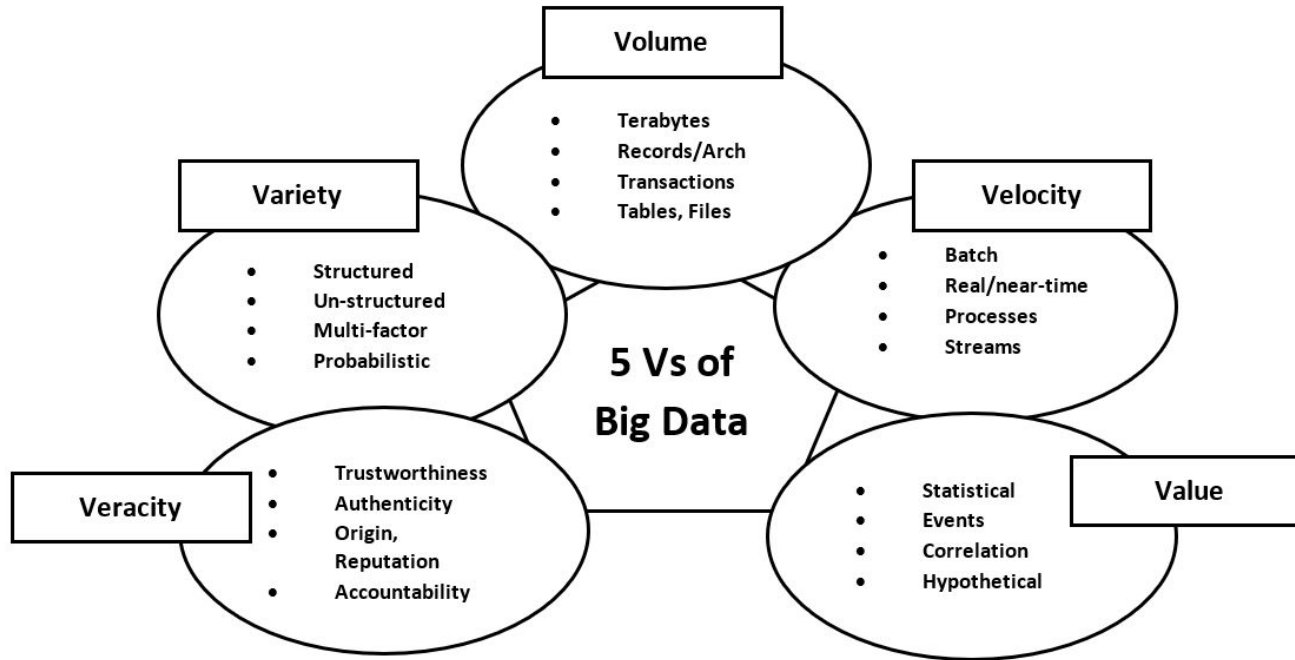 Volume
• Terabytes
• Records/Arch
• Transactions
• Tables, Files
Variety
• Structured
• Un-structured
• Multi-factor
• Probabilistic
Velocity
• Batch
• Real/near-time
• Processes
• Streams
5 Vs of
Big Data
Veracity
• Trustworthiness
• Authenticity
• Origin,
Reputation
• Accountability
Value
• Statistical
• Events
• Correlation
• Hypothetical